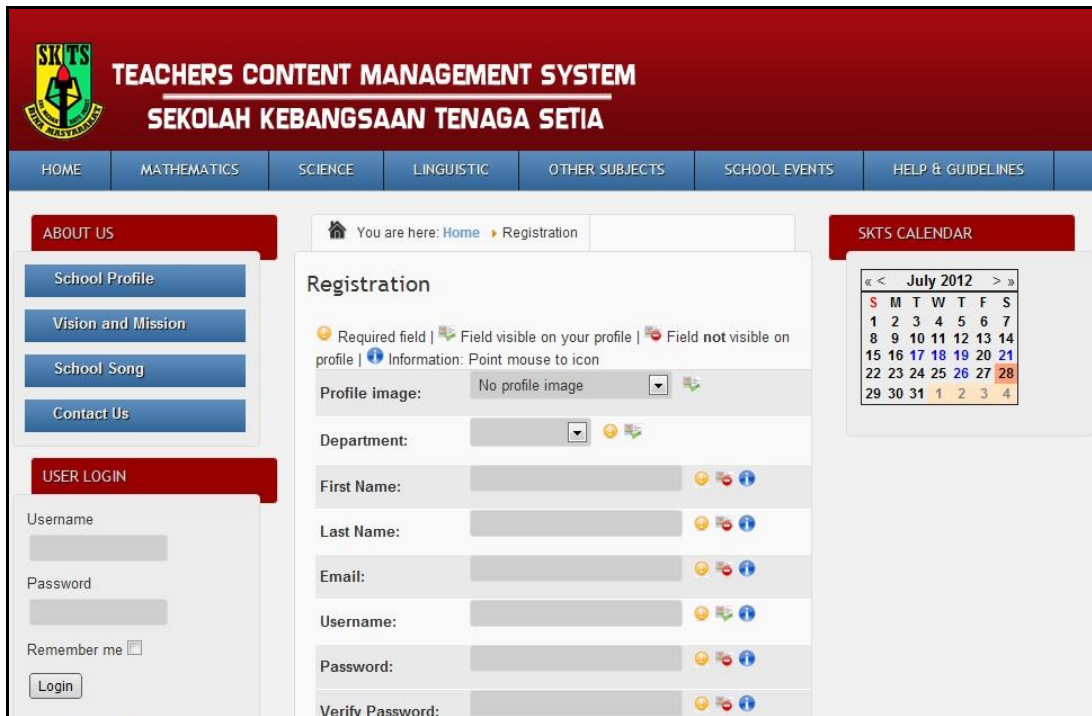 SK TS
BINA MASYARAKAT
TEACHERS CONTENT MANAGEMENT SYSTEM
SEKOLAH KEBANGSAAN TENAGA SETIA
HOME MATHEMATICS SCIENCE LINGUISTIC OTHER SUBJECTS SCHOOL EVENTS HELP & GUIDELINES
ABOUT US
School Profile
Vision and Mission
School Song
Contact Us
USER LOGIN
Username
Password
Remember me
Login
You are here: Home Registration
Registration
Required field | Field visible on your profile | Field not visible on
profile | Information: Point mouse to icon
Profile image: No profile image
Department:
First Name:
Last Name:
Email:
Username:
Password:
Verify Password:
SKTS CALENDAR
« < July 2012 > »
S M T W T F S
1 2 3 4 5 6 7
8 9 10 11 12 13 14
15 16 17 18 19 20 21
22 23 24 25 26 27 28
29 30 31 1 2 3 4